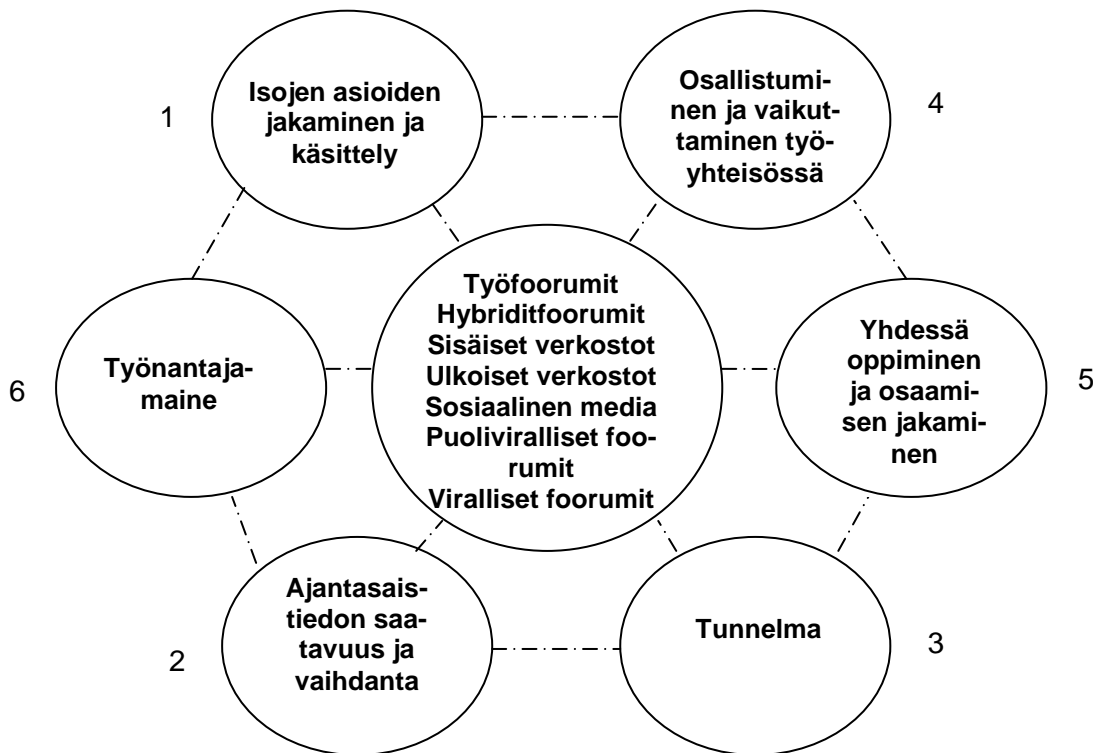 1
Isojen asioiden
jakaminen ja
käsittely
Osallistumi-
nen ja vaikut-
taminen työ-
yhteisössä
4
Työnantaja-
maine
6
Työfoorumit
Hybriditfoorumit
Sisäiset verkostot
Ulkoiset verkostot
Sosiaalinen media
Puoliviralliset foo-
rumit
Viralliset foorumit
Yhdessä
oppiminen
ja osaami-
sen jakami-
nen
5
Ajantasais-
tiedon saa-
tavuus ja
vaihdanta
2
Tunnelma
3